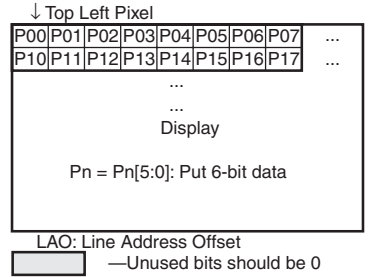 ↓ Top Left Pixel
P00 P01 P02 P03 P04 P05 P06 P07 ...
P10 P11 P12 P13 P14 P15 P16 P17 ...
...
...
Display
Pn = Pn[5:0]: Put 6-bit data
LAO: Line Address Offset
—Unused bits should be 0